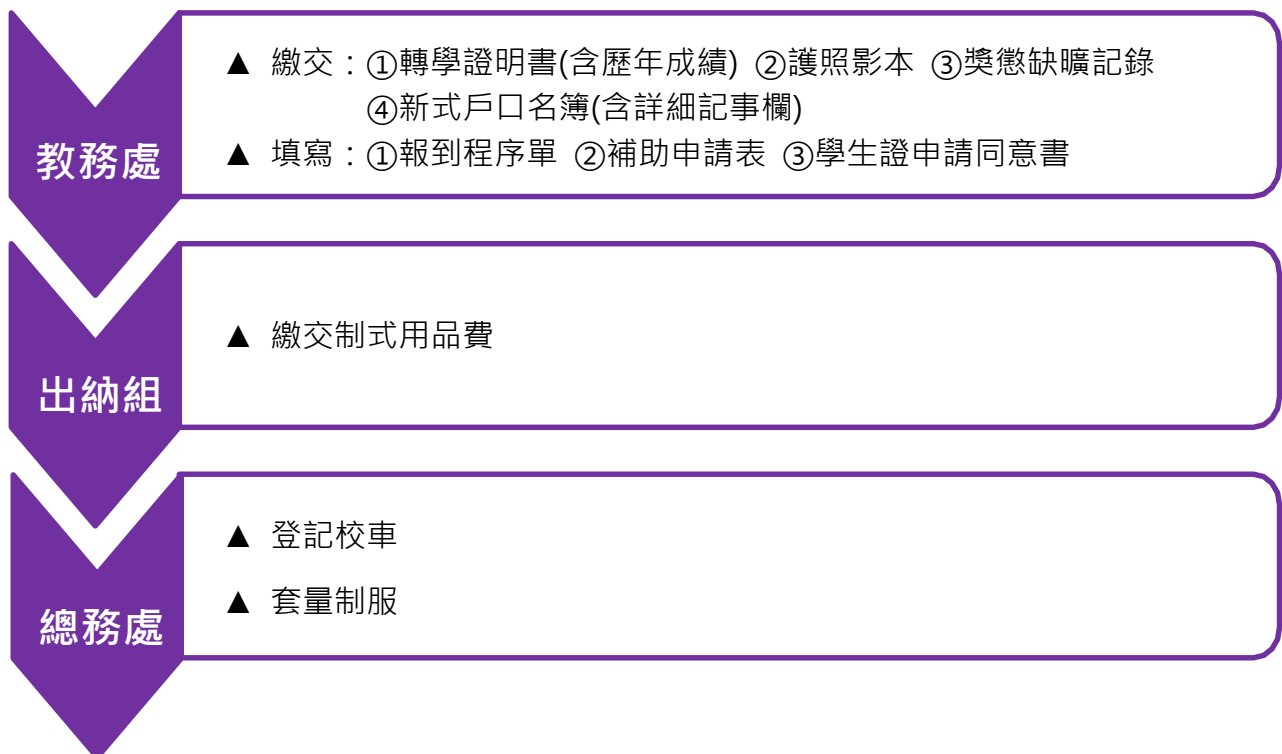 教務處
▲ 繳交：①轉學證明書(含歷年成績) ②護照影本 ③獎懲缺曠記錄
④新式戶口名簿(含詳細記事欄)
▲ 填寫：①報到程序單 ②補助申請表 ③學生證申請同意書
出納組
▲ 繳交制式用品費
總務處
▲ 登記校車
▲ 套量制服